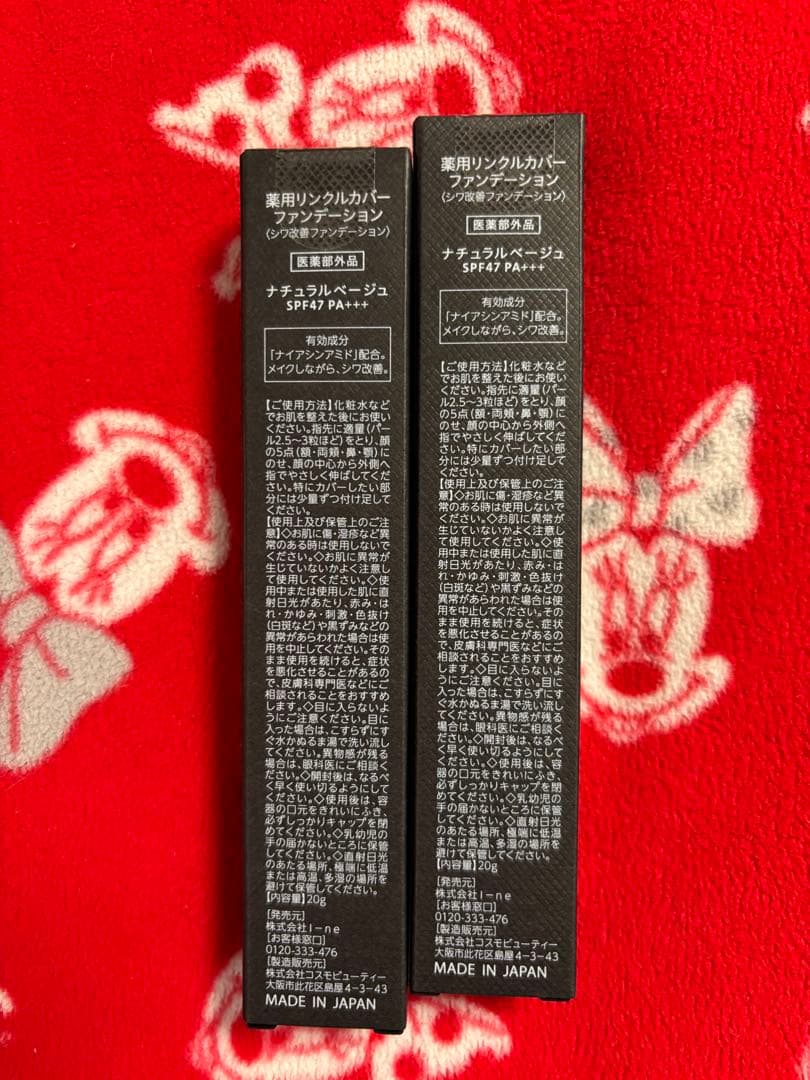 薬用リンクルカバー
ファンデーション
〈シワ改善ファンデーション〉
医薬部外品
ナチュラルベージュ
SPF47 PA+++
有効成分
「ナイアシンアミド」配合。
メイクしながら、シワ改善。
【ご使用方法】化粧水など
でお肌を整えた後にお使い
ください。指先に適量(パー
ル2.5〜3粒ほど)をとり、顔
の5点(額・両頬・鼻・顎)に
のせ、顔の中心から外側へ
指でやさしく伸ばしてくだ
さい。特にカバーしたい部分
には少量ずつ付け足して
ください。
【使用上及び保管上のご注
意】◇お肌に傷・湿疹など異
常のある時は使用しないで
ください。◇お肌に異常が
生じていないかよく注意し
て使用してください。◇使
用中または使用した肌に直
射日光があたり、赤み・は
れ・かゆみ・刺激・色抜け
(白斑など)や黒ずみなどの
異常があらわれた場合は使
用を中止してください。その
まま使用を続けると、症状
を悪化させることがあるの
で、皮膚科専門医などにご
相談されることをおすすめ
します。◇目に入らないよ
うにご注意ください。目に
入った場合は、こすらずにす
ぐ水かぬるま湯で洗い流し
てください。異物感が残る
場合は、眼科医にご相談く
ださい。◇開封後は、なるべ
く早く使い切るようにして
ください。◇使用後は、容
器の口元をきれいにふき、
必ずしっかりキャップを閉
めてください。◇乳幼児の
手の届かないところに保管
してください。◇直射日光
のあたる場所、極端に低温
または高温、多湿の場所を
避けて保管してください。
【内容量】20g
[発売元]
株式会社I-ne
[お客様窓口]
0120-333-476
[製造販売元]
株式会社コスモビューティー
大阪市此花区島屋4-3-43
MADE IN JAPAN
薬用リンクルカバー
ファンデーション
〈シワ改善ファンデーション〉
医薬部外品
ナチュラルベージュ
SPF47 PA+++
有効成分
「ナイアシンアミド」配合。
メイクしながら、シワ改善。
【ご使用方法】化粧水など
でお肌を整えた後にお使い
ください。指先に適量(パー
ル2.5〜3粒ほど)をとり、顔
の5点(額・両頬・鼻・顎)に
のせ、顔の中心から外側へ
指でやさしく伸ばしてくだ
さい。特にカバーしたい部
分には少量ずつ付け足して
ください。
【使用上及び保管上のご注
意】◇お肌に傷・湿疹など異
常のある時は使用しないで
ください。◇お肌に異常が
生じていないかよく注意し
て使用してください。◇使
用中または使用した肌に直
射日光があたり、赤み・は
れ・かゆみ・刺激・色抜け
(白斑など)や黒ずみなどの
異常があらわれた場合は使
用を中止してください。その
まま使用を続けると、症状
を悪化させることがあるの
で、皮膚科専門医などにご
相談されることをおすすめ
します。◇目に入らないよ
うにご注意ください。目に
入った場合は、こすらずにす
ぐ水かぬるま湯で洗い流し
てください。異物感が残る
場合は、眼科医にご相談く
ださい。◇開封後は、なるべ
く早く使い切るようにして
ください。◇使用後は、容
器の口元をきれいにふき、
必ずしっかりキャップを閉
めてください。◇乳幼児
の手の届かないところに保管
してください。◇直射日光
のあたる場所、極端に低温
または高温、多湿の場所を
避けて保管してください。
【内容量】20g
[発売元]
株式会社I-ne
[お客様窓口]
0120-333-476
[製造販売元]
株式会社コスモビューティー
大阪市此花区島屋4-3-43
MADE IN JAPAN